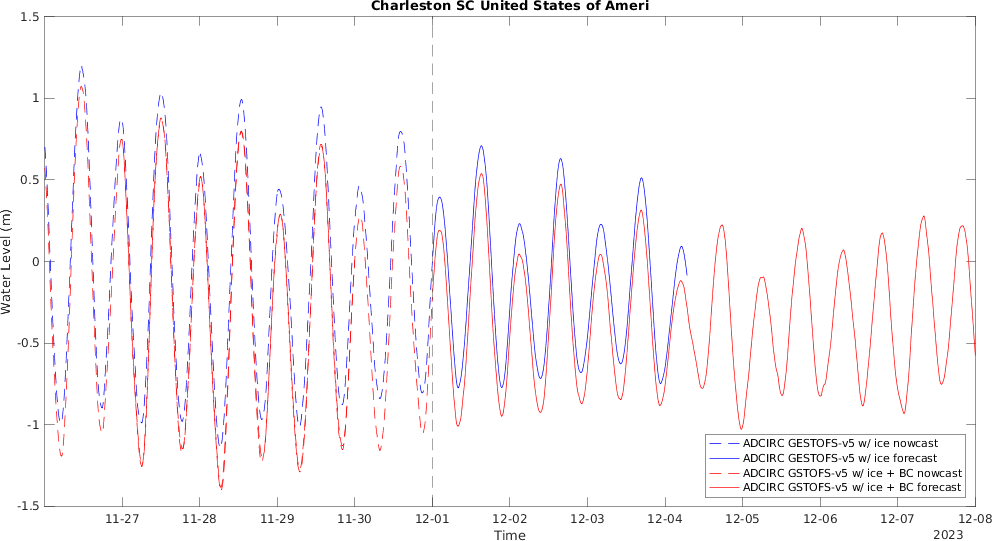 Charleston SC United States of Ameri
1.5
1
0.5
0
-0.5
-1
-1.5
Water Level (m)
11-27 11-28 11-29 11-30 12-01 12-02 12-03 12-04 12-05 12-06 12-07 12-08
Time
2023
ADCIRC GESTOFS-v5 w/ ice nowcast
ADCIRC GESTOFS-v5 w/ ice forecast
ADCIRC GSTOFS-v5 w/ ice + BC nowcast
ADCIRC GSTOFS-v5 w/ ice + BC forecast